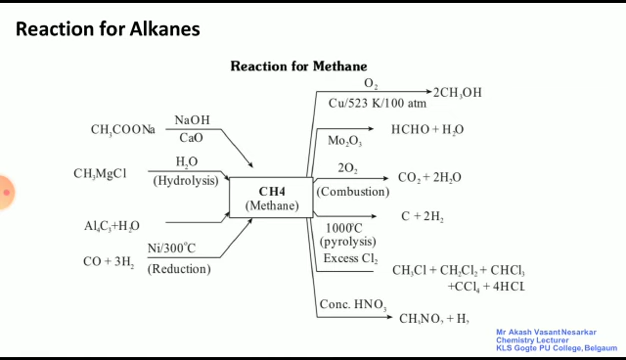 Reaction for Alkanes
Reaction for Methane
O₂
Cu/523 K/100 atm
2CH₃OH
CH₃COONa
NaOH
CaO
Mo₂O₃
HCHO + H₂O
CH₃MgCl
H₂O
(Hydrolysis)
CH4
(Methane)
2O₂
(Combustion)
CO₂ + 2H₂O
Al₄C₃+H₂O
1000°C
(pyrolysis)
C + 2H₂
CO + 3H₂
Ni/300°C
(Reduction)
Excess Cl₂
CH₃Cl + CH₂Cl₂ + CHCl₃
+CCl₄ + 4HCl
Conc. HNO₃
CH₃NO₂ + H₂
Mr Akash Vasant Nesarkar
Chemistry Lecturer
KLS Gogte PU College, Belgaum